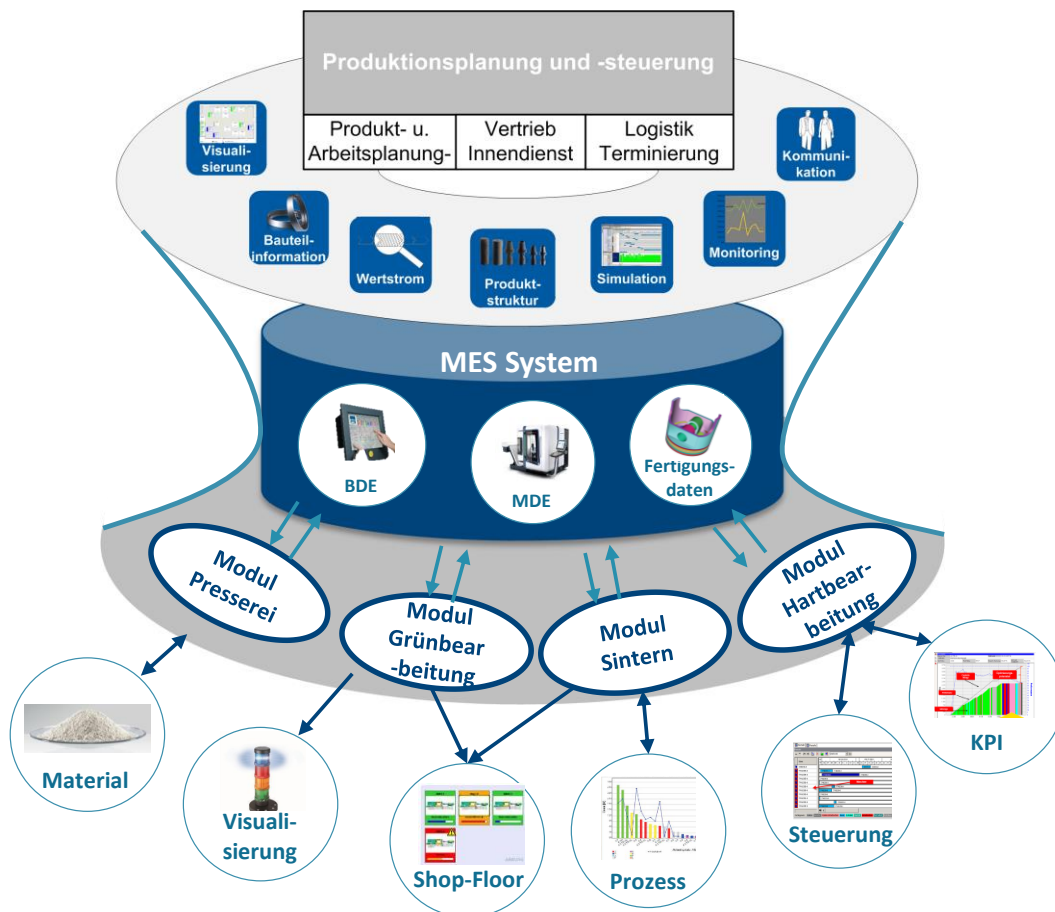 Produktionsplanung und -steuerung
Produkt- u.
Arbeitsplanung-
Vertrieb
Innendienst
Logistik
Terminierung
Visuali-
sierung
Kommuni-
kation
Bauteil-
information
Wertstrom
Produkt-
struktur
Simulation
Monitoring
MES System
BDE
MDE
Fertigungs-
daten
Modul
Presserei
Modul
Grünbear
-beitung
Modul
Sintern
Modul
Hartbear-
beitung
Material
Visuali-
sierung
Shop-Floor
Prozess
Steuerung
KPI